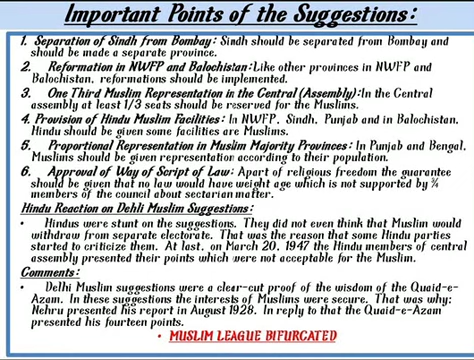 Important Points of the Suggestions:
1. Separation of Sindh from Bombay: Sindh should be separated from Bombay and
should be made a separate province.
2. Reformation in NWFP and Balochistan: Like other provinces in NWFP and
Balochistan, reformations should be implemented.
3. One Third Muslim Representation in the Central (Assembly): In the Central
assembly at least 1/3 seats should be reserved for the Muslims.
4. Provision of Hindu Muslim Facilities: In NWFP, Sindh, Punjab and in Balochistan,
Hindu should be given some facilities are Muslims.
5. Proportional Representation in Muslim Majority Provinces: In Punjab and Bengal,
Muslims should be given representation according to their population.
6. Approval of Way of Script of Law: Apart of religious freedom the guarantee
should be given that no law would have weight age which is not supported by ¾
members of the council about sectarian matter.
Hindu Reaction on Dehli Muslim Suggestions:
• Hindus were stunt on the suggestions. They did not even think that Muslim would
withdraw from separate electorate. That was the reason that some Hindu parties
started to criticize them. At last, on March 20, 1947 the Hindu members of central
assembly presented their points which were not acceptable for the Muslim.
Comments:
• Delhi Muslim suggestions were a clear-cut proof of the wisdom of the Quaid-e-
Azam. In these suggestions the interests of Muslims were secure. That was why;
Nehru presented his report in August 1928. In reply to that the Quaid-e-Azam
presented his fourteen points.
• MUSLIM LEAGUE BIFURCATED